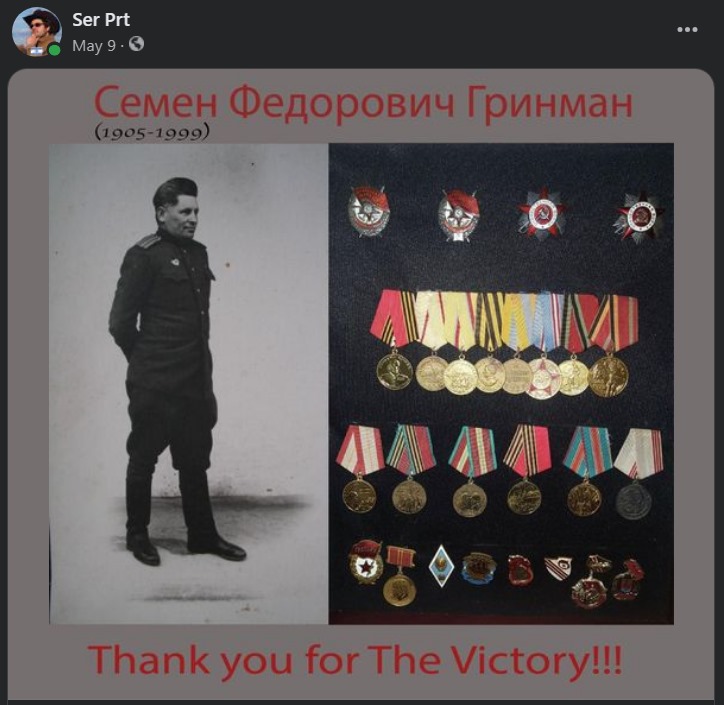 Ser Prt
May 9 ·
Семен Федорович Гринман
(1905-1999)
Thank you for The Victory!!!